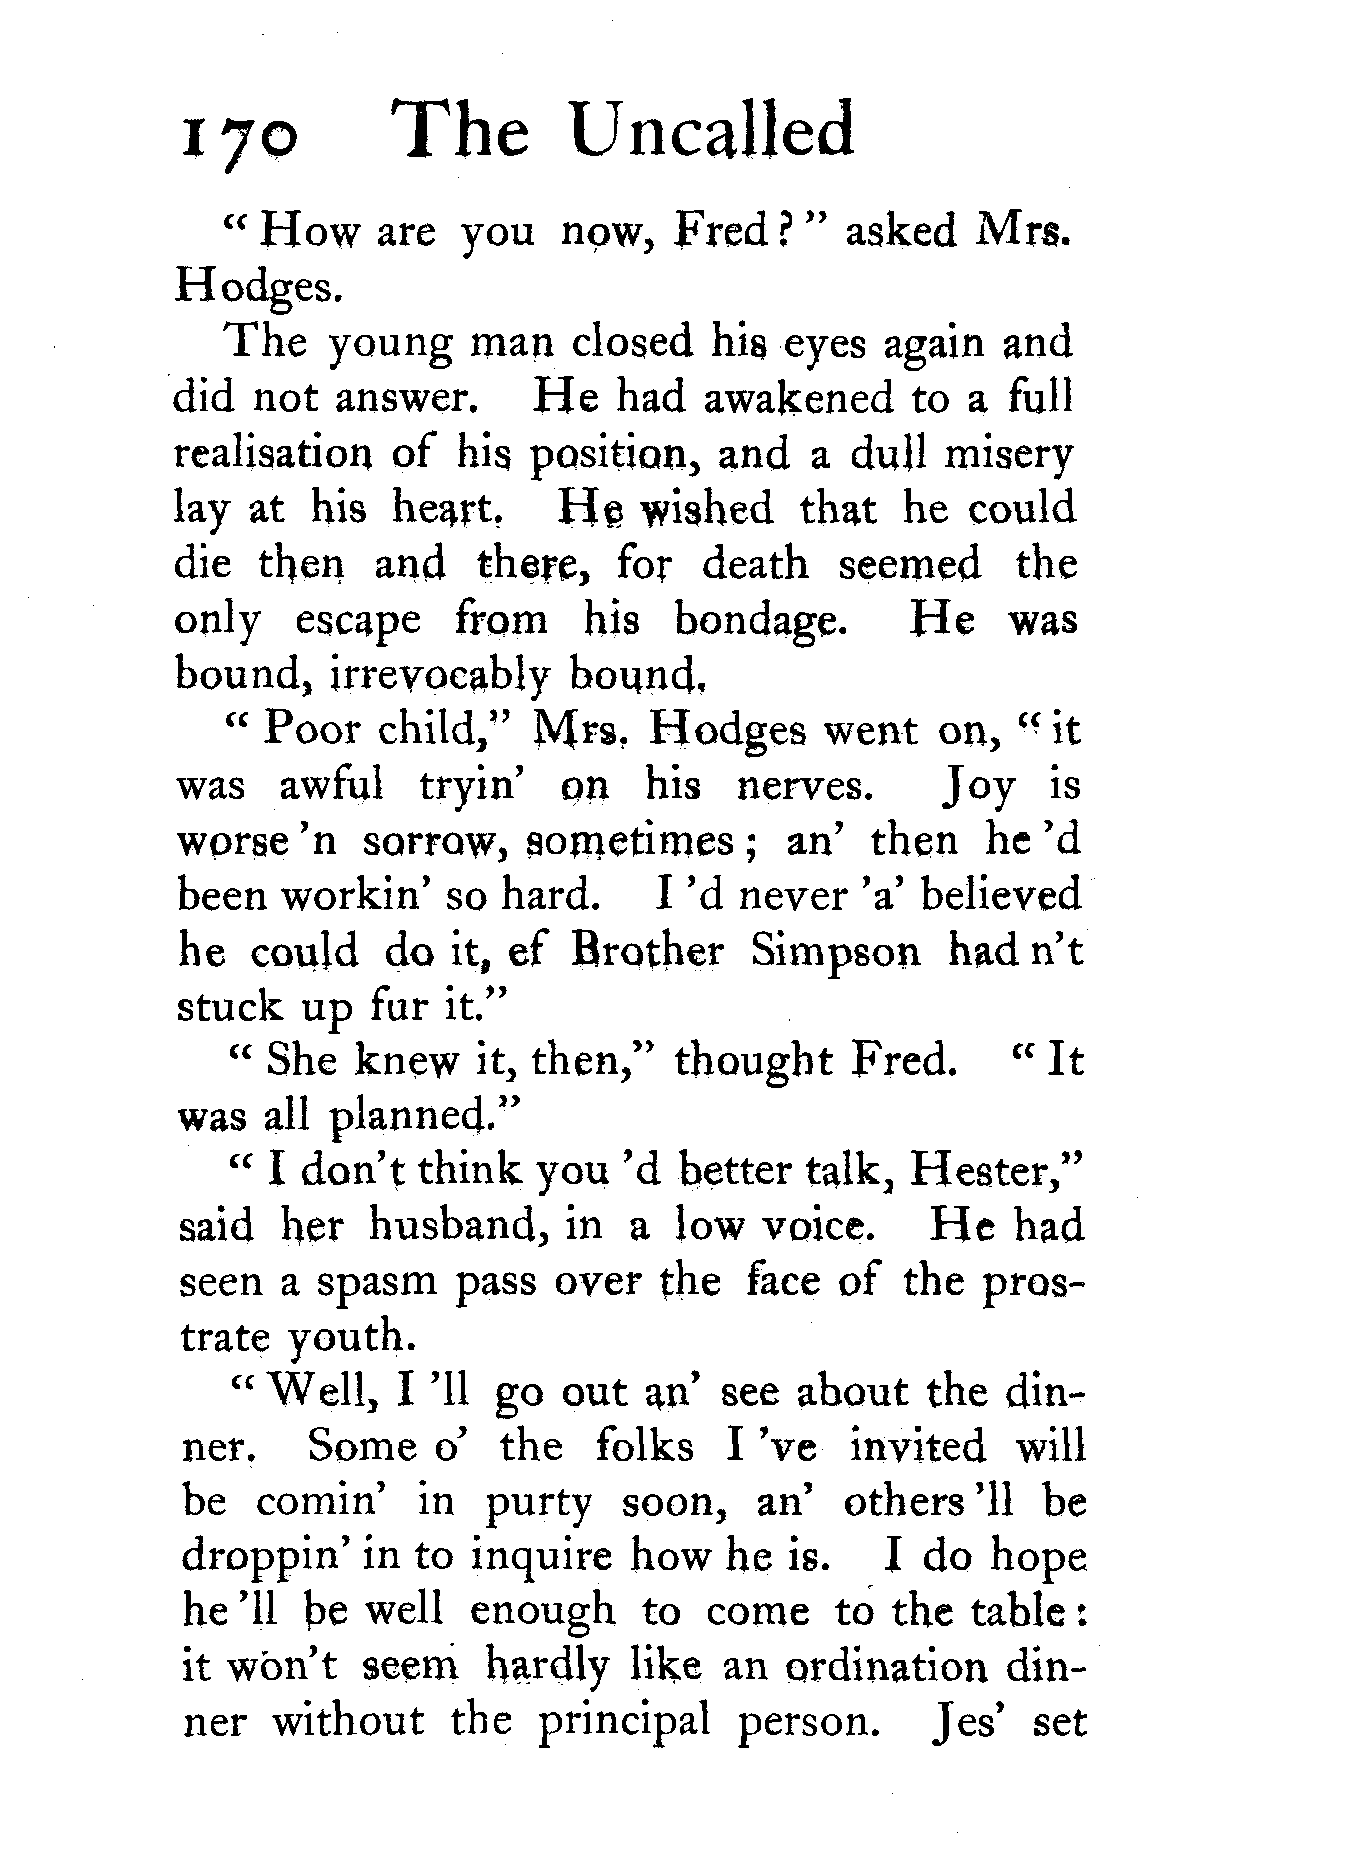 170 The Uncalled
“ How are you now, Fred ? ” asked Mrs.
Hodges.
The young man closed his eyes again and
did not answer. He had awakened to a full
realisation of his position, and a dull misery
lay at his heart. He wished that he could
die then and there, for death seemed the
only escape from his bondage. He was
bound, irrevocably bound.
“ Poor child,” Mrs. Hodges went on, “ it
was awful tryin’ on his nerves. Joy is
worse ’n sorrow, sometimes ; an’ then he ’d
been workin’ so hard. I ’d never ’a’ believed
he could do it, ef Brother Simpson had n’t
stuck up fur it.”
“ She knew it, then,” thought Fred. “ It
was all planned.”
“ I don’t think you ’d better talk, Hester,”
said her husband, in a low voice. He had
seen a spasm pass over the face of the pros-
trate youth.
“ Well, I ’ll go out an’ see about the din-
ner. Some o’ the folks I ’ve invited will
be comin’ in purty soon, an’ others ’ll be
droppin’ in to inquire how he is. I do hope
he ’ll be well enough to come to the table :
it won’t seem hardly like an ordination din-
ner without the principal person. Jes’ set